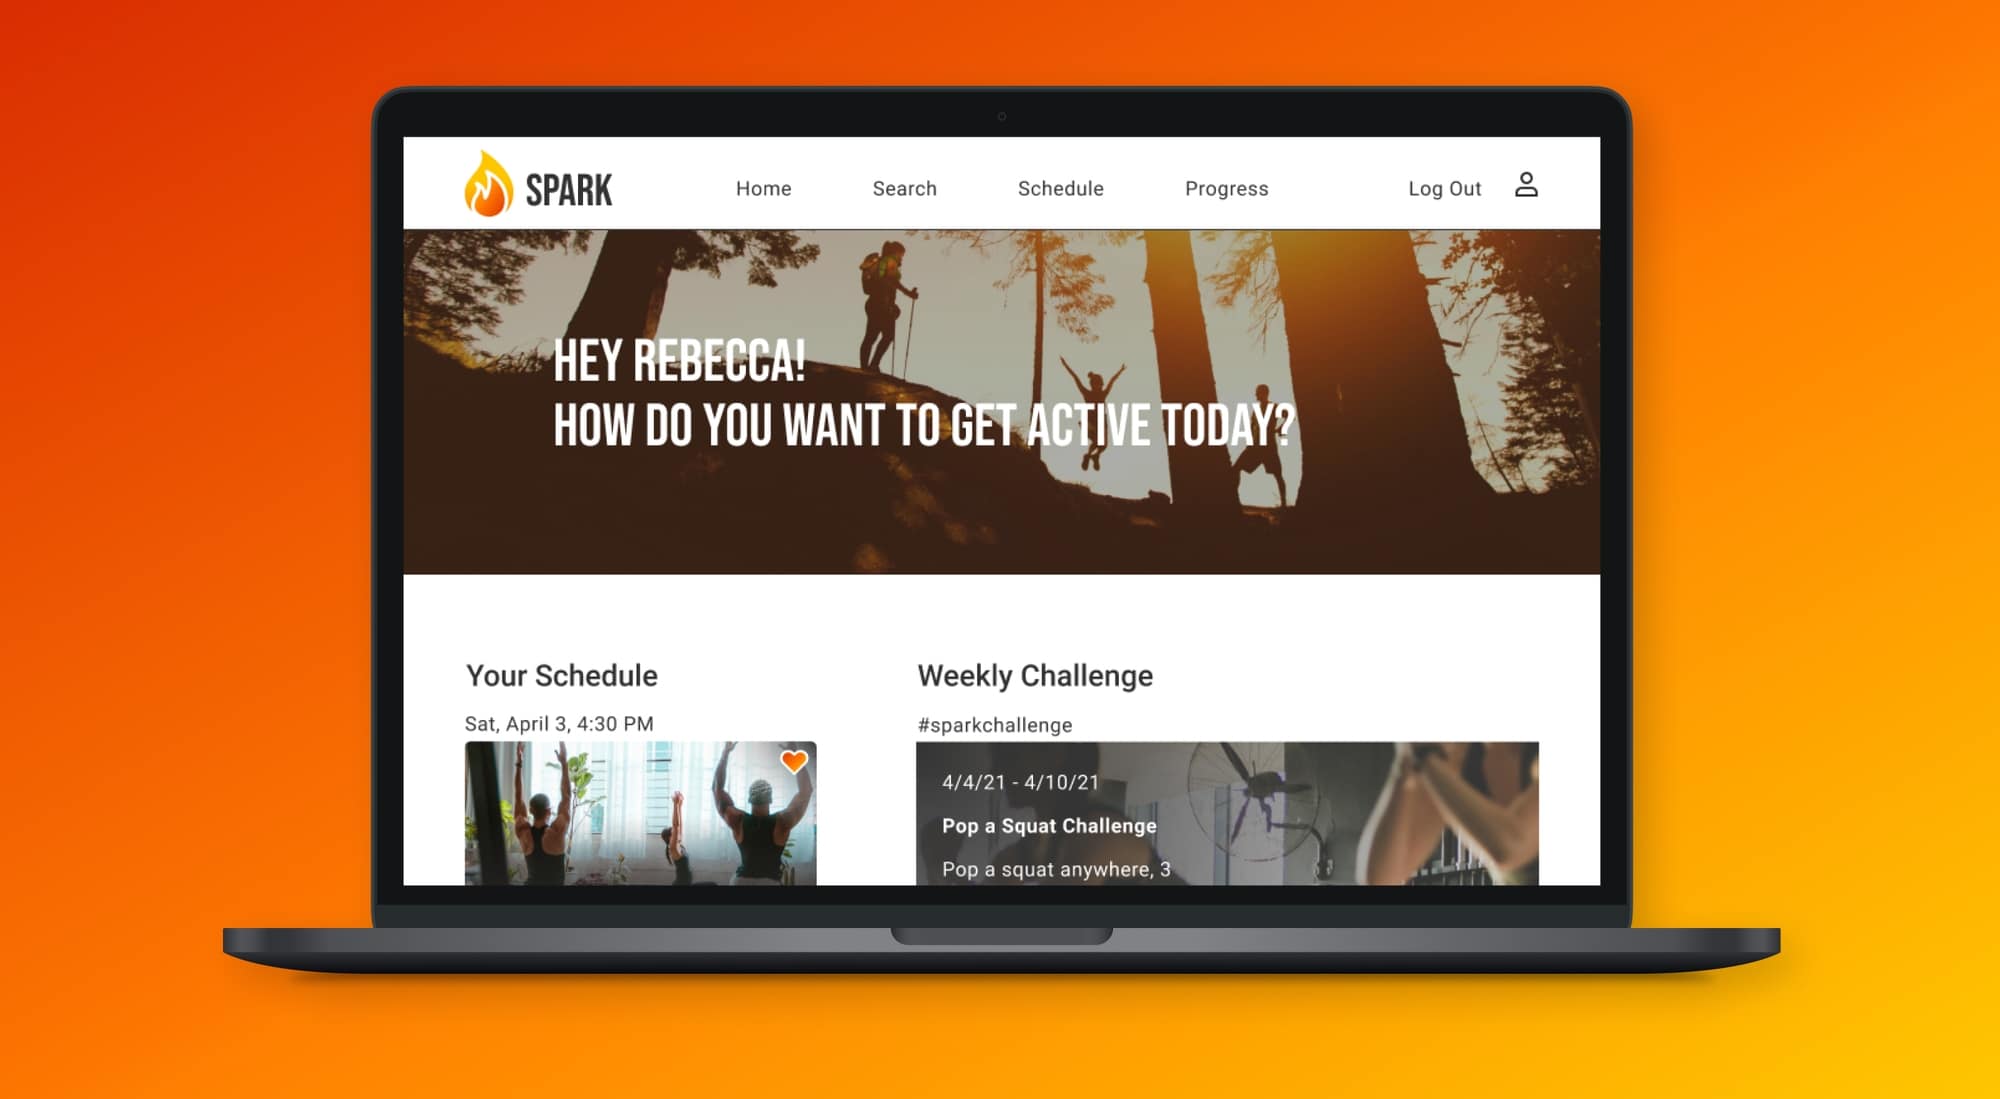 SPARK
Home
Search
Schedule
Progress
Log Out
HEY REBECCA!
HOW DO YOU WANT TO GET ACTIVE TODAY?
Your Schedule
Sat, April 3, 4:30 PM
Weekly Challenge
#sparkchallenge
4/4/21 - 4/10/21
Pop a Squat Challenge
Pop a squat anywhere, 3